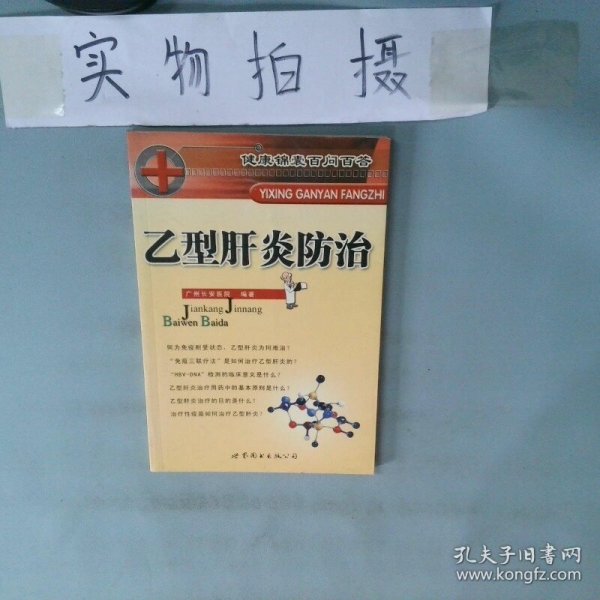 实物拍摄
健康锦囊百问百答
YIXING GANYAN FANGZHI
乙型肝炎防治
广州长安医院 编著
Jiankang Jinnang
Baiwen Baida
何为免疫耐受状态,乙型肝炎为何难治?
"免疫三联疗法"是如何治疗乙型肝炎的?
"HBV-DNA"检测的临床意义是什么?
乙型肝炎治疗用药中的基本原则是什么?
乙型肝炎治疗的目的是什么?
治疗性疫苗如何治疗乙型肝炎?
世界图书出版公司
孔夫子旧书网
www.kongfz.com